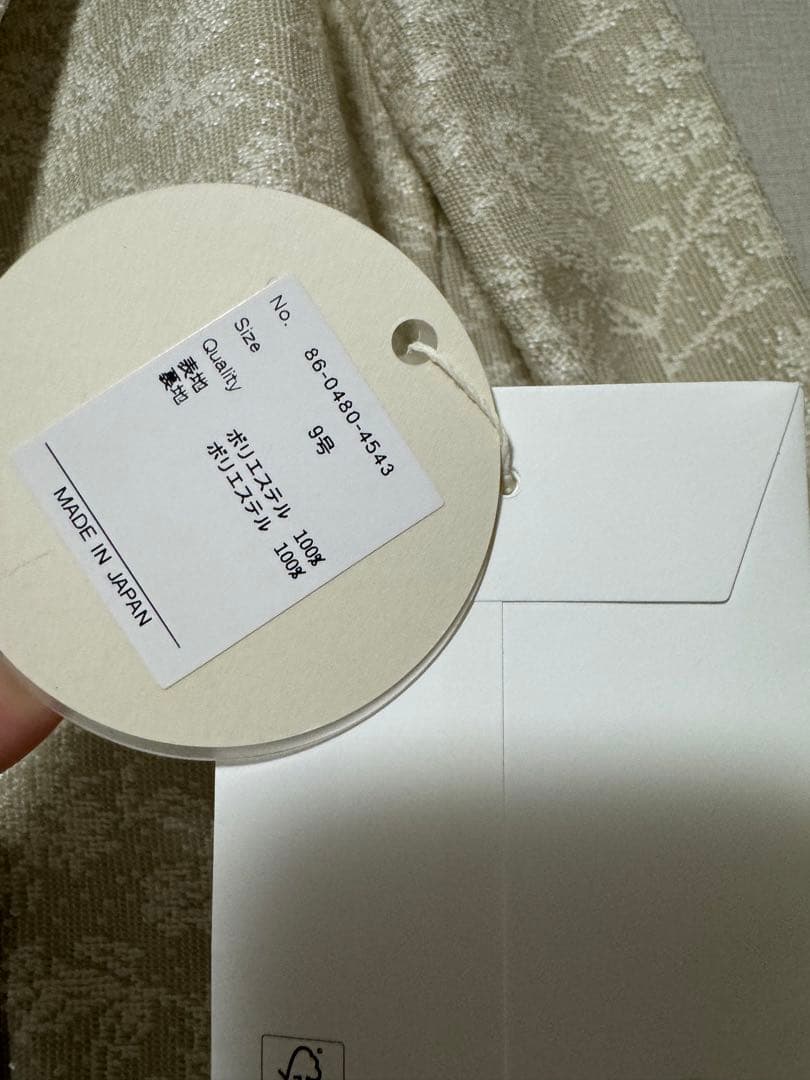 No. 86-0480-4543
Size 9号
Quality
表地 ポリエステル 100%
裏地 ポリエステル 100%
MADE IN JAPAN